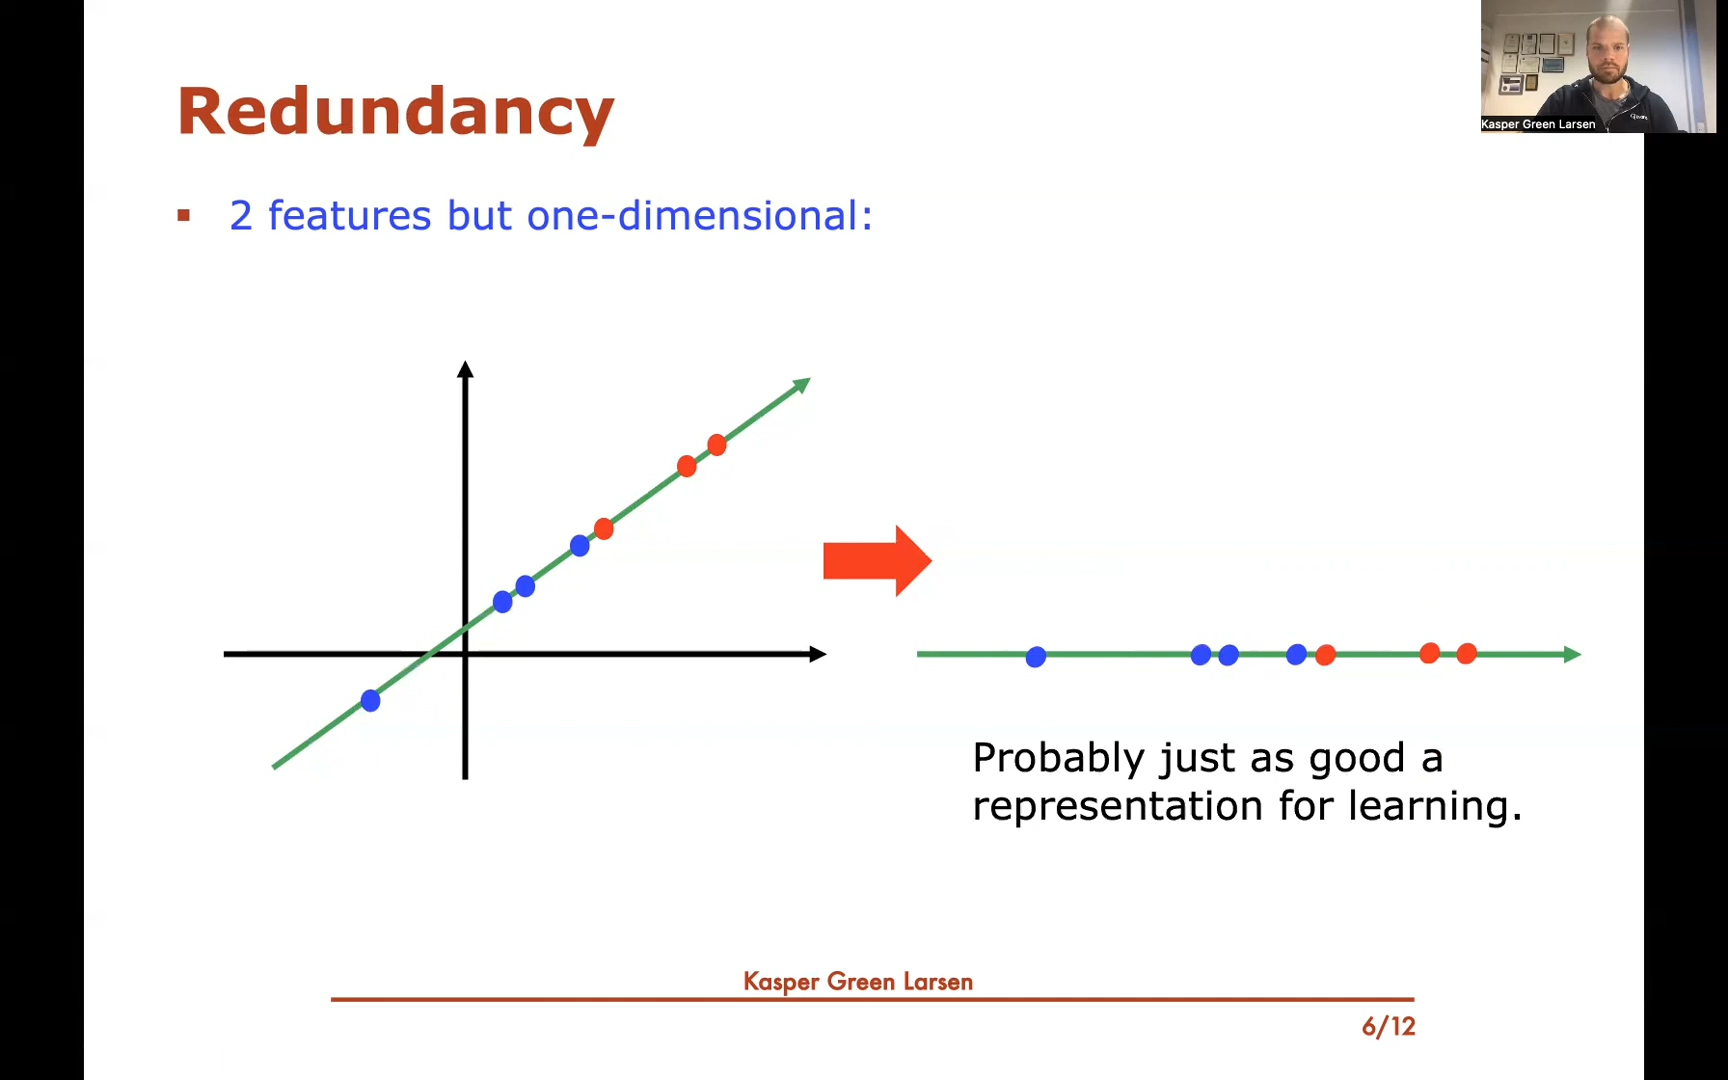 Kasper Green Larsen
Redundancy
▪ 2 features but one-dimensional:
Probably just as good a
representation for learning.
Kasper Green Larsen
6/12